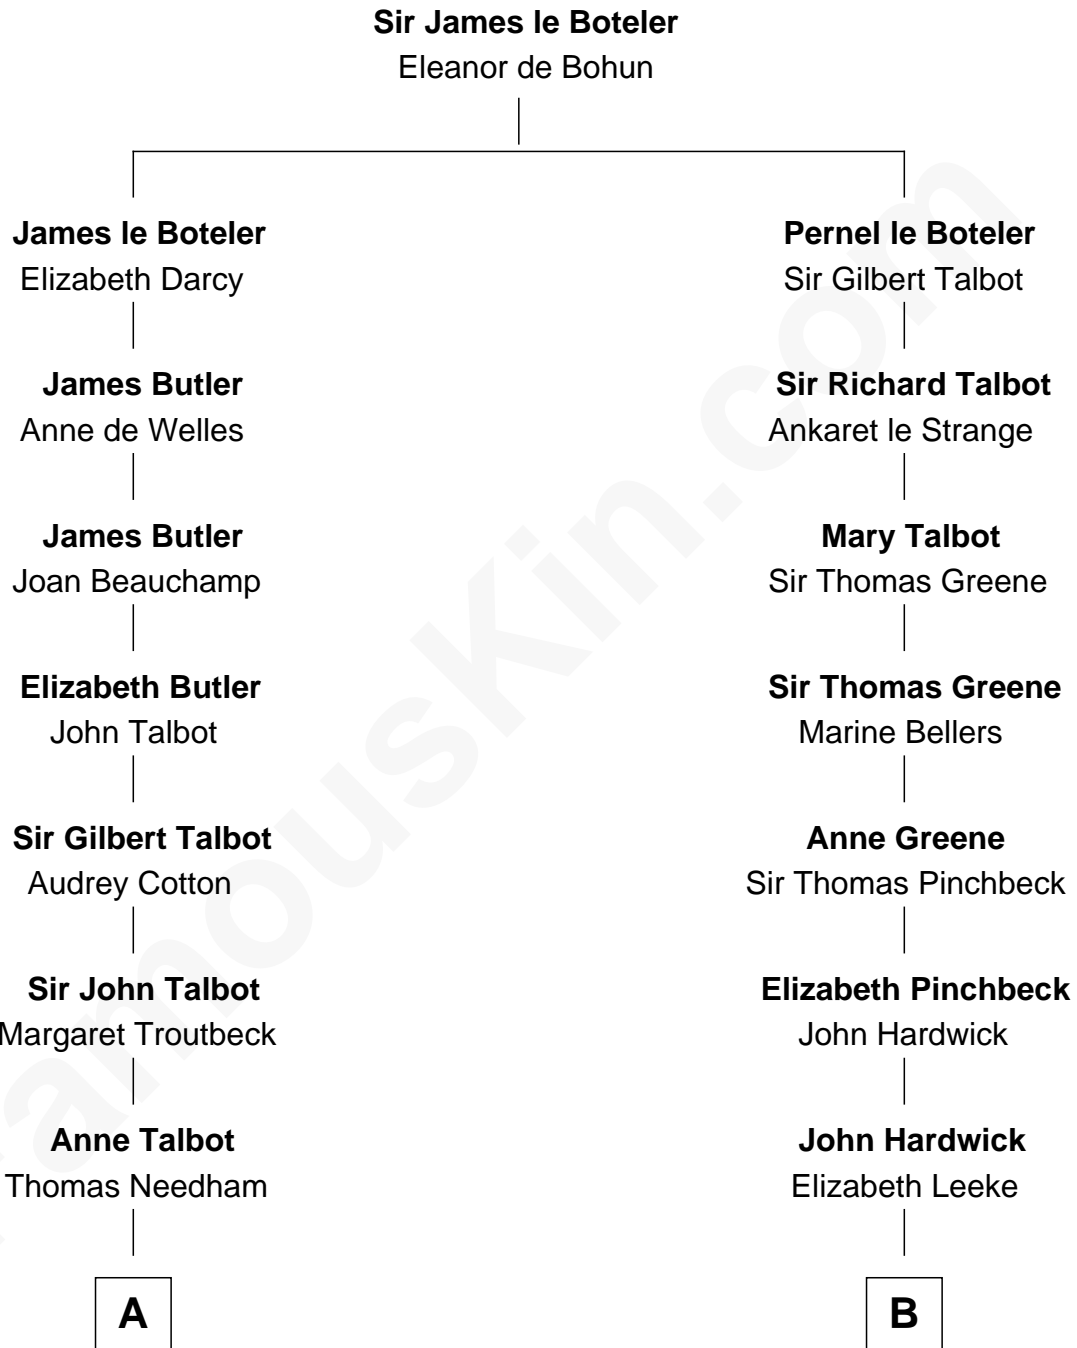 Sir James le Boteler
Eleanor de Bohun
James le Boteler
Elizabeth Darcy
James Butler
Anne de Welles
James Butler
Joan Beauchamp
Elizabeth Butler
John Talbot
Sir Gilbert Talbot
Audrey Cotton
Sir John Talbot
Margaret Troutbeck
Anne Talbot
Thomas Needham
A
Pernel le Boteler
Sir Gilbert Talbot
Sir Richard Talbot
Ankaret le Strange
Mary Talbot
Sir Thomas Greene
Sir Thomas Greene
Marine Bellers
Anne Greene
Sir Thomas Pinchbeck
Elizabeth Pinchbeck
John Hardwick
John Hardwick
Elizabeth Leeke
B
FamousKin.com